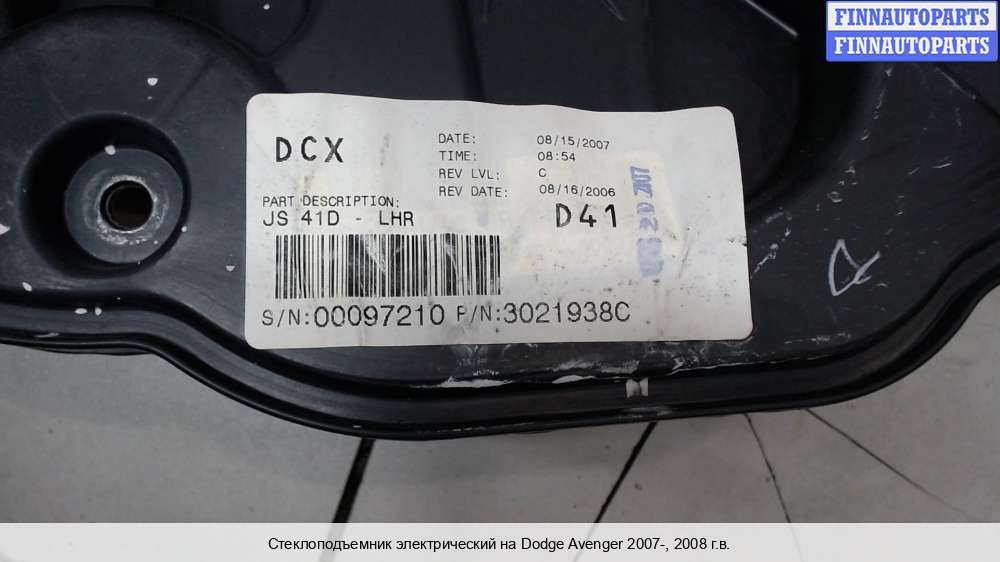 FINNAUTOPARTS
FINNAUTOPARTS
DCX
DATE: 08/15/2007
TIME: 08:54
REV LVL: C
REV DATE: 08/16/2006
PART DESCRIPTION:
JS 41D - LHR
D41
S/N:00097210 P/N:3021938C
Стеклоподъемник электрический на Dodge Avenger 2007-, 2008 г.в.